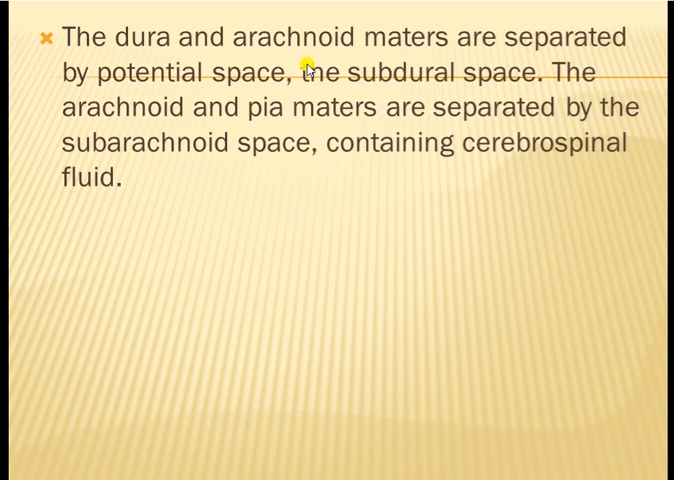 The dura and arachnoid maters are separated
by potential space, the subdural space. The
arachnoid and pia maters are separated by the
subarachnoid space, containing cerebrospinal
fluid.